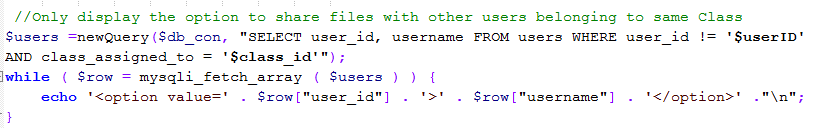 //Only display the option to share files with other users belonging to same Class
$users =newQuery($db_con, "SELECT user_id, username FROM users WHERE user_id != '$userID'
AND class_assigned_to = '$class_id'");
while ( $row = mysqli_fetch_array ( $users ) ) {
echo '<option value=' . $row["user_id"] . '>' . $row["username"] . '</option>' ."\n";
}